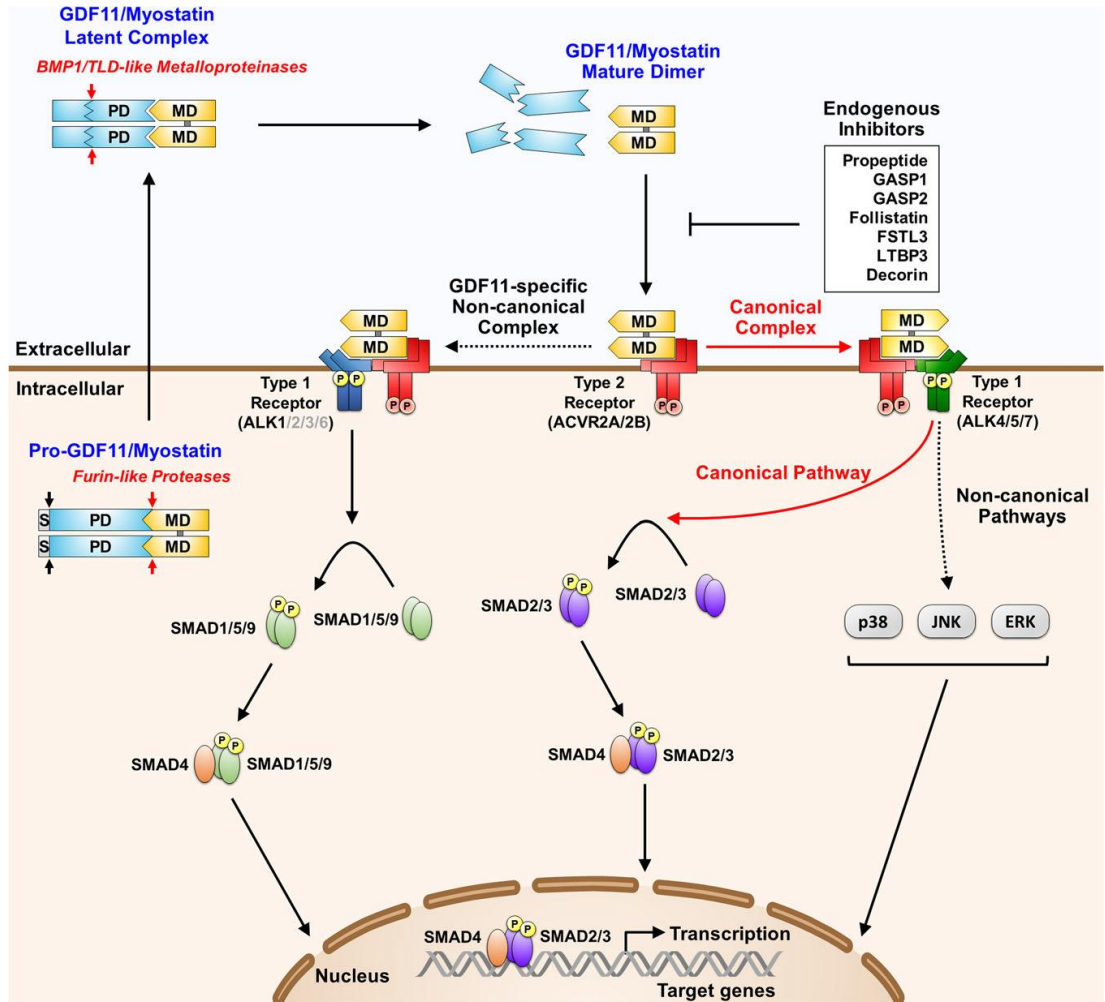 GDF11/Myostatin
Latent Complex
BMP1/TLD-like Metalloproteinases
PD
MD
PD
MD
GDF11/Myostatin
Mature Dimer
MD
MD
Endogenous
Inhibitors
Propeptide
GASP1
GASP2
Follistatin
FSTL3
LTBP3
Decorin
GDF11-specific
Non-canonical
Complex
Canonical
Complex
MD
MD
MD
MD
MD
MD
Extracellular
Intracellular
P P
P P
Type 1
Receptor
(ALK1/2/3/6)
Type 2
Receptor
(ACVR2A/2B)
P P
P P
P P
Type 1
Receptor
(ALK4/5/7)
Pro-GDF11/Myostatin
Furin-like Proteases
S PD MD
S PD MD
Canonical Pathway
Non-canonical
Pathways
P P
SMAD1/5/9
SMAD1/5/9
P P
SMAD2/3
SMAD2/3
p38
JNK
ERK
P P
SMAD4
SMAD1/5/9
P P
SMAD4
SMAD2/3
P P
SMAD4
SMAD2/3
Transcription
Nucleus
Target genes